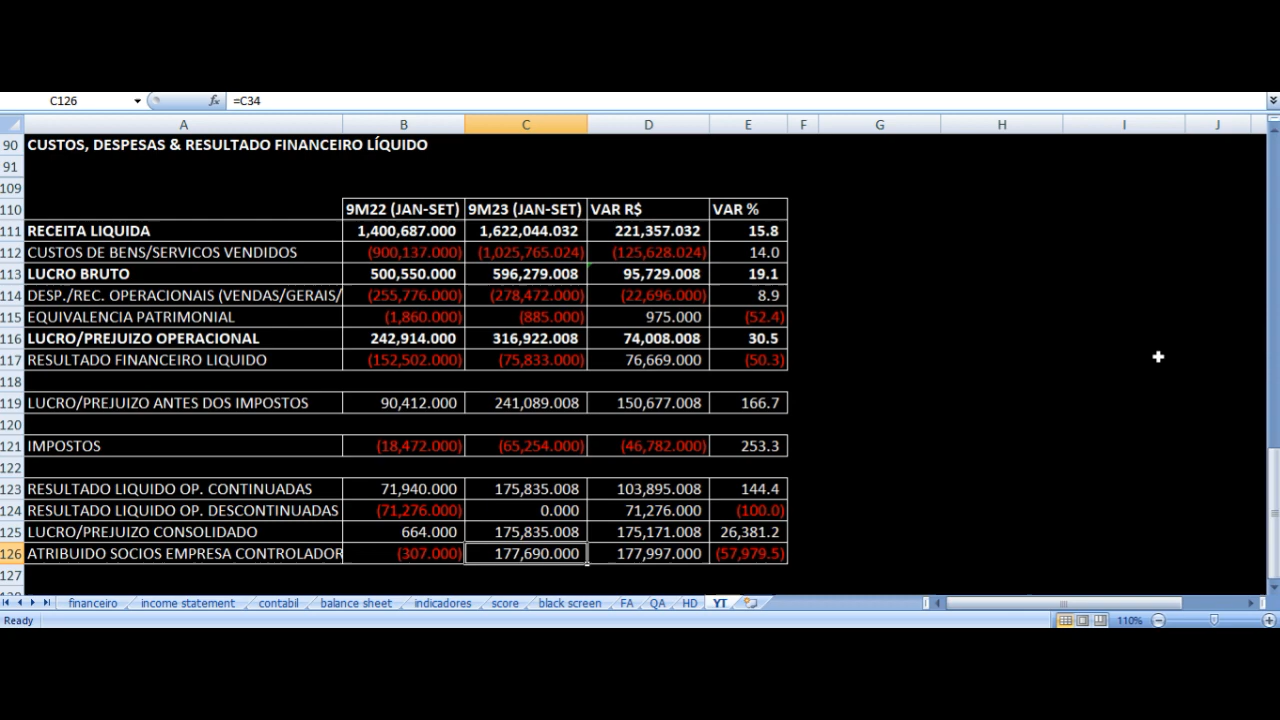 C126 fx =C34
A B C D E F G H I J
90 CUSTOS, DESPESAS & RESULTADO FINANCEIRO LÍQUIDO
91
109
110 9M22 (JAN-SET) 9M23 (JAN-SET) VAR R$ VAR %
111 RECEITA LIQUIDA 1,400,687.000 1,622,044.032 221,357.032 15.8
112 CUSTOS DE BENS/SERVICOS VENDIDOS (900,137.000) (1,025,765.024) (125,628.024) 14.0
113 LUCRO BRUTO 500,550.000 596,279.008 95,729.008 19.1
114 DESP./REC. OPERACIONAIS (VENDAS/GERAIS/ (255,776.000) (278,472.000) (22,696.000) 8.9
115 EQUIVALENCIA PATRIMONIAL (1,860.000) (885.000) 975.000 (52.4)
116 LUCRO/PREJUIZO OPERACIONAL 242,914.000 316,922.008 74,008.008 30.5
117 RESULTADO FINANCEIRO LIQUIDO (152,502.000) (75,833.000) 76,669.000 (50.3)
118
119 LUCRO/PREJUIZO ANTES DOS IMPOSTOS 90,412.000 241,089.008 150,677.008 166.7
120
121 IMPOSTOS (18,472.000) (65,254.000) (46,782.000) 253.3
122
123 RESULTADO LIQUIDO OP. CONTINUADAS 71,940.000 175,835.008 103,895.008 144.4
124 RESULTADO LIQUIDO OP. DESCONTINUADAS (71,276.000) 0.000 71,276.000 (100.0)
125 LUCRO/PREJUIZO CONSOLIDADO 664.000 175,835.008 175,171.008 26,381.2
126 ATRIBUIDO SOCIOS EMPRESA CONTROLADOR (307.000) 177,690.000 177,997.000 (57,979.5)
127
financeiro income statement contabil balance sheet indicadores score black screen FA QA HD YT
Ready 110%